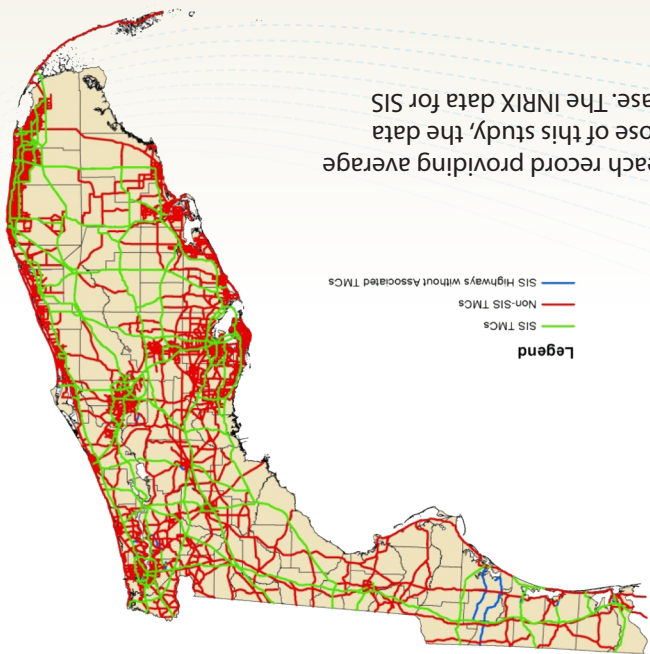 Legend
SIS TMCs
Non-SIS TMCs
SIS Highways without Associated TMCs
each record providing average
ose of this study, the data
ase. The INRIX data for SIS